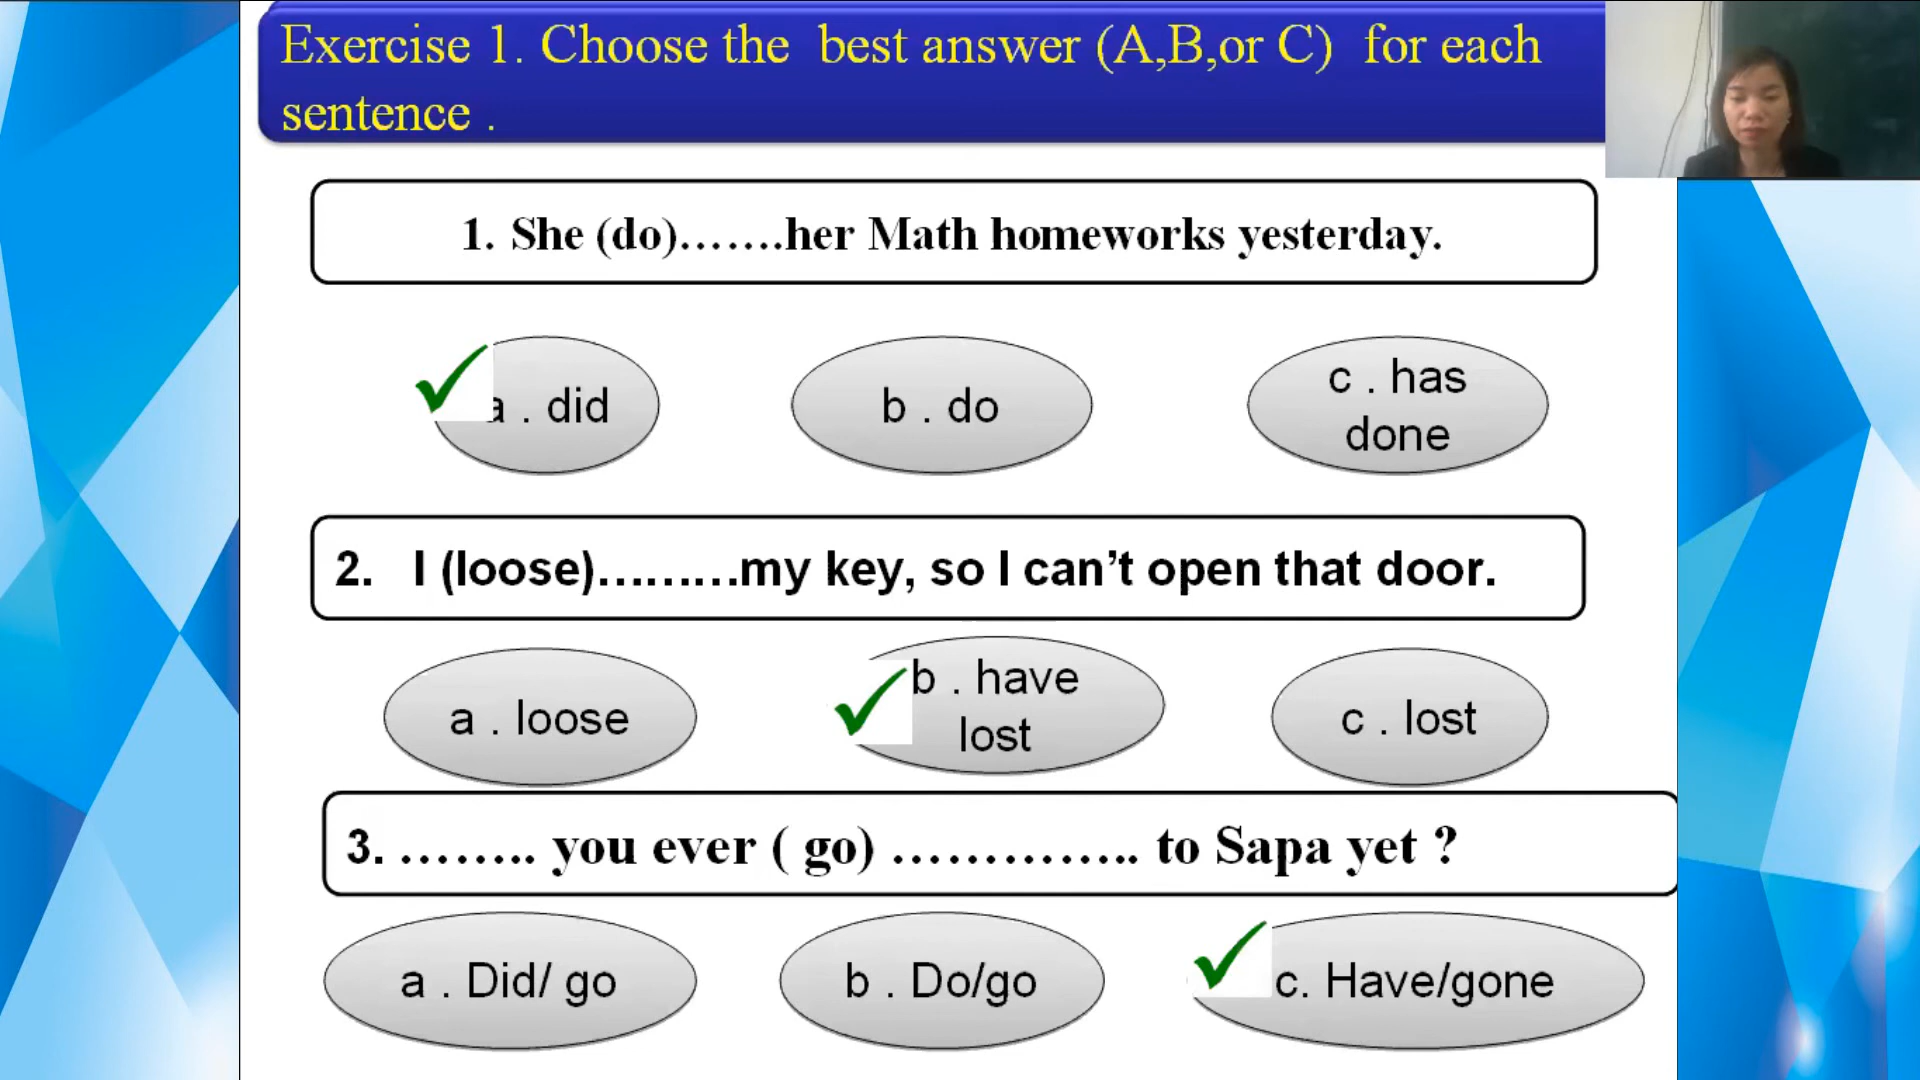 Exercise 1. Choose the best answer (A,B,or C) for each
sentence .
1. She (do).......her Math homeworks yesterday.
a . did
b . do
c . has
done
2. I (loose).........my key, so I can’t open that door.
a . loose
b . have
lost
c . lost
3. ........ you ever ( go) .............. to Sapa yet ?
a . Did/ go
b . Do/go
c. Have/gone